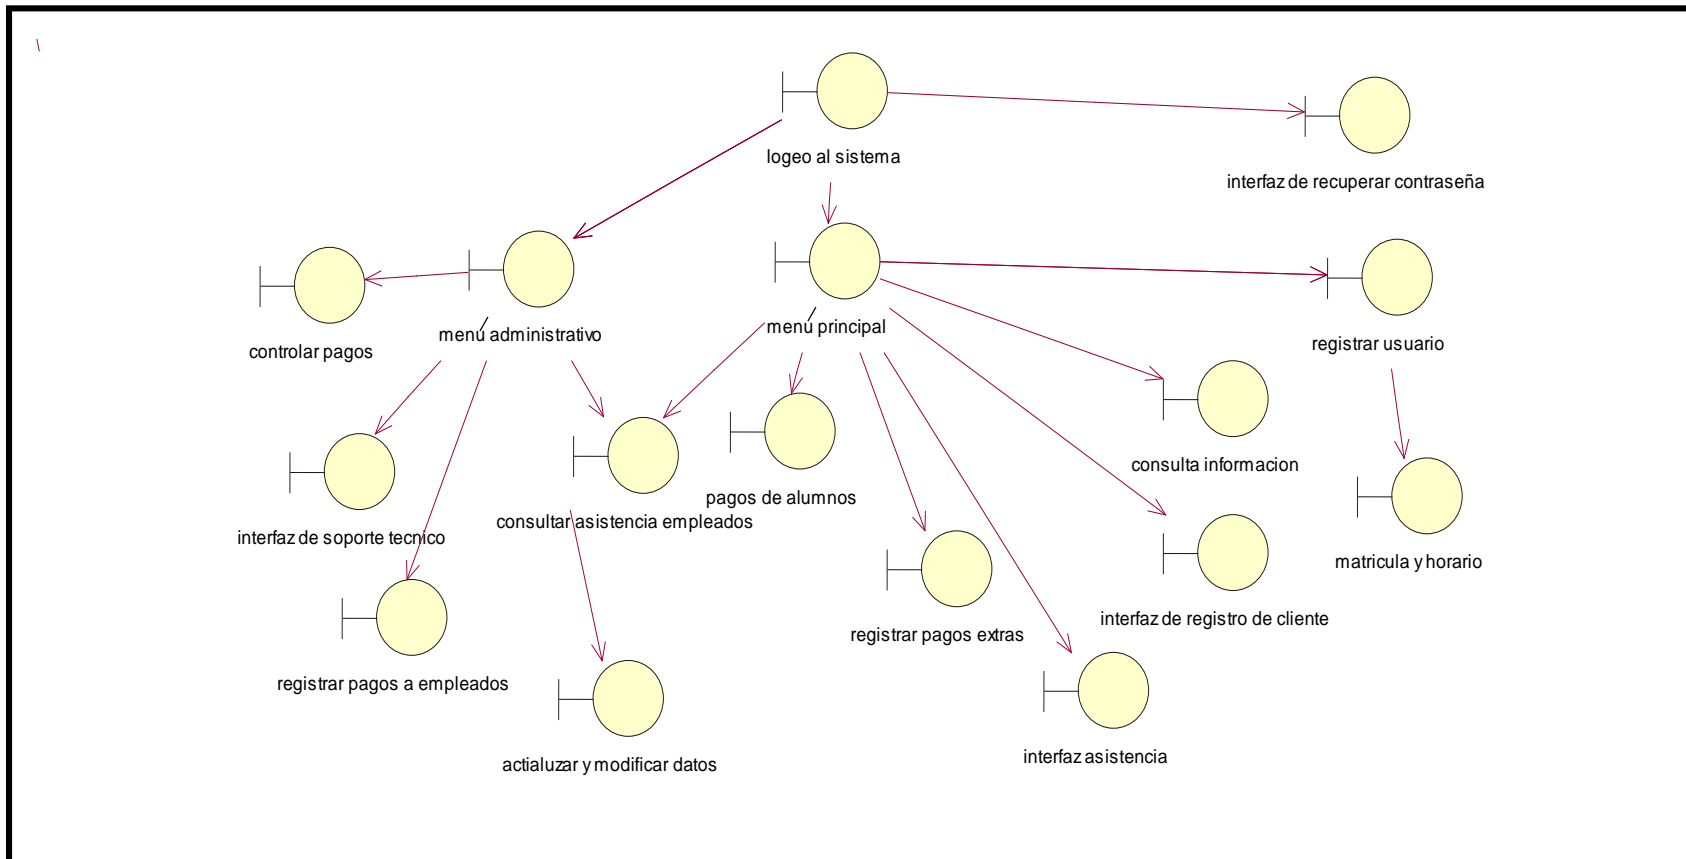 logeo al sistema
interfaz de recuperar contraseña
controlar pagos
menú administrativo
menú principal
registrar usuario
consulta informacion
pagos de alumnos
consultar asistencia empleados
interfaz de soporte tecnico
matricula y horario
interfaz de registro de cliente
registrar pagos extras
registrar pagos a empleados
interfaz asistencia
actialuzar y modificar datos